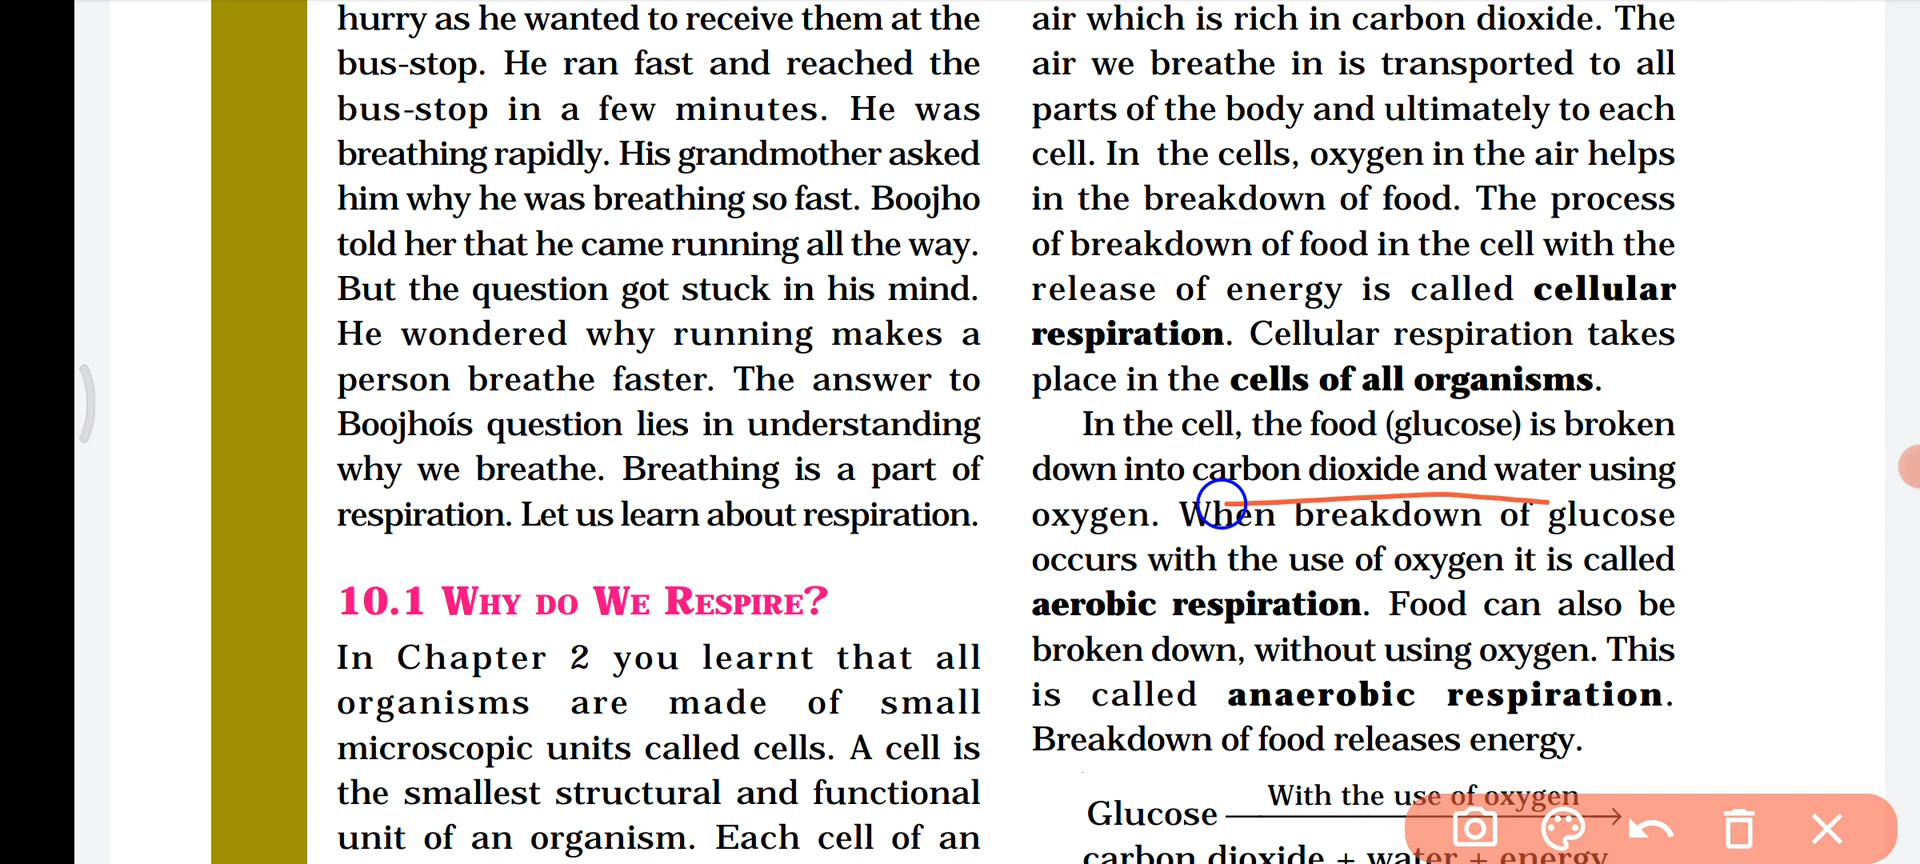 hurry as he wanted to receive them at the
bus-stop. He ran fast and reached the
bus-stop in a few minutes. He was
breathing rapidly. His grandmother asked
him why he was breathing so fast. Boojho
told her that he came running all the way.
But the question got stuck in his mind.
He wondered why running makes a
person breathe faster. The answer to
Boojhoís question lies in understanding
why we breathe. Breathing is a part of
respiration. Let us learn about respiration.
10.1 WHY DO WE RESPIRE?
In Chapter 2 you learnt that all
organisms are made of small
microscopic units called cells. A cell is
the smallest structural and functional
unit of an organism. Each cell of an
air which is rich in carbon dioxide. The
air we breathe in is transported to all
parts of the body and ultimately to each
cell. In the cells, oxygen in the air helps
in the breakdown of food. The process
of breakdown of food in the cell with the
release of energy is called cellular
respiration. Cellular respiration takes
place in the cells of all organisms.
In the cell, the food (glucose) is broken
down into carbon dioxide and water using
oxygen. When breakdown of glucose
occurs with the use of oxygen it is called
aerobic respiration. Food can also be
broken down, without using oxygen. This
is called anaerobic respiration.
Breakdown of food releases energy.
With the use of oxygen
Glucose
carbon dioxide + water + energy